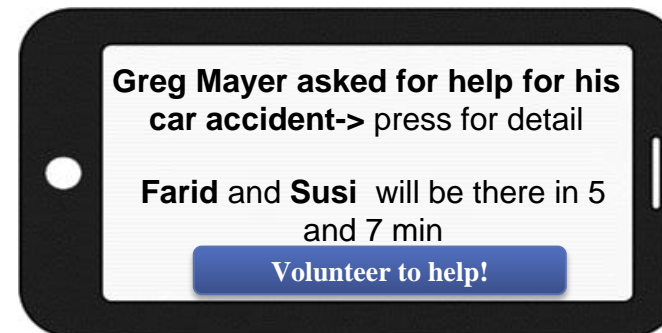 Greg Mayer asked for help for his
car accident-> press for detail
Farid and Susi will be there in 5
and 7 min
Volunteer to help!